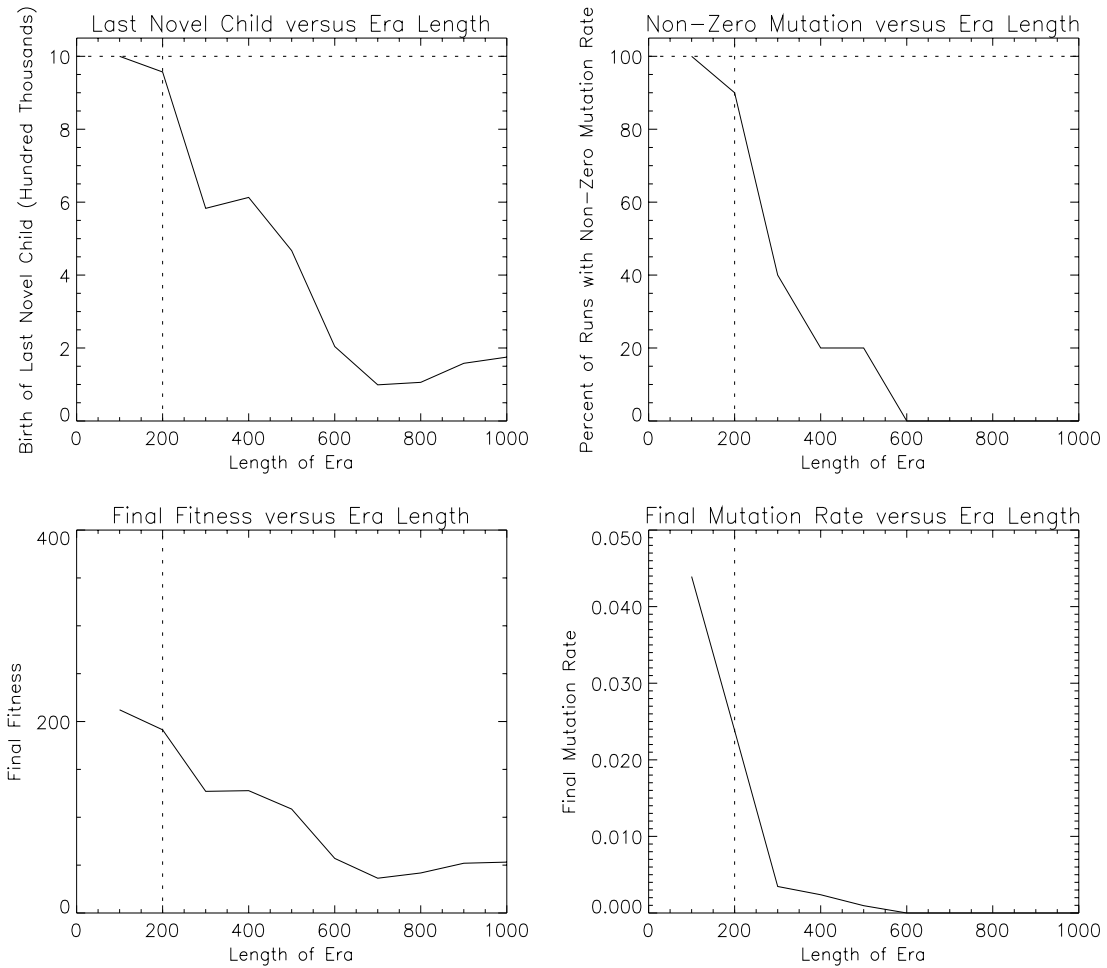 Last Novel Child versus Era Length
Birth of Last Novel Child (Hundred Thousands)
10
8
6
4
2
0
0 200 400 600 800 1000
Length of Era
Non-Zero Mutation versus Era Length
Percent of Runs with Non-Zero Mutation Rate
100
80
60
40
20
0
0 200 400 600 800 1000
Length of Era
Final Fitness versus Era Length
Final Fitness
400
200
0
0 200 400 600 800 1000
Length of Era
Final Mutation Rate versus Era Length
Final Mutation Rate
0.050
0.040
0.030
0.020
0.010
0.000
0 200 400 600 800 1000
Length of Era